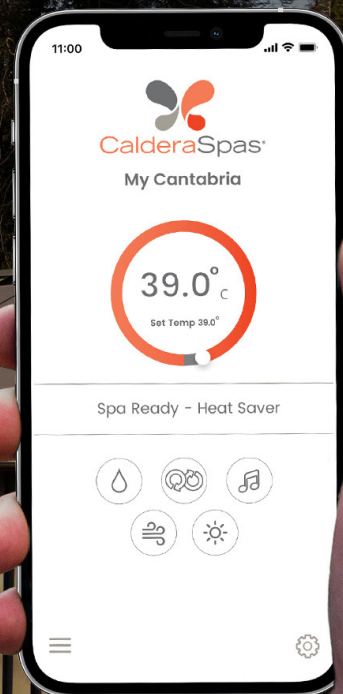 11:00
CalderaSpas®
My Cantabria
39.0° C
Set Temp 39.0°
Spa Ready - Heat Saver